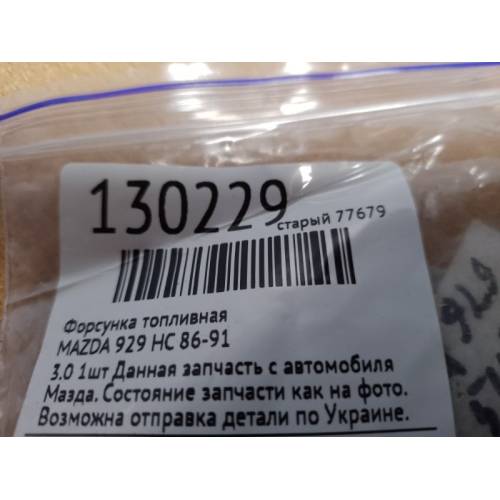 130229 старый 77679
Форсунка топливная
MAZDA 929 HC 86-91
3.0 1шт Данная запчасть с автомобиля
Мазда. Состояние запчасти как на фото.
Возможна отправка детали по Украине.